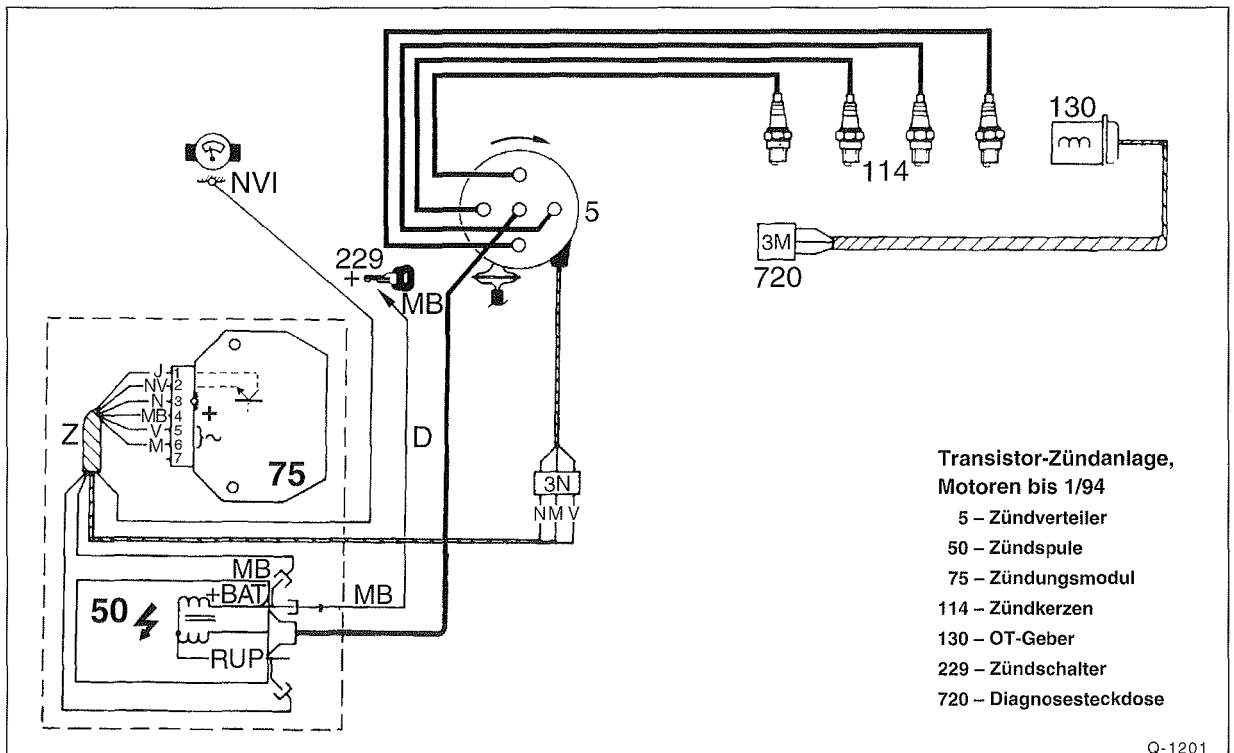 130
114
NVI
5
3M
720
229
+
MB
J 1
NV 2
N 3
MB 4 +
V 5
M 6 ~
7
Z
75
D
3N
N M V
MB
+BAT
MB
50
RUP
Transistor-Zündanlage,
Motoren bis 1/94
5 – Zündverteiler
50 – Zündspule
75 – Zündungsmodul
114 – Zündkerzen
130 – OT-Geber
229 – Zündschalter
720 – Diagnosesteckdose
Q-1201